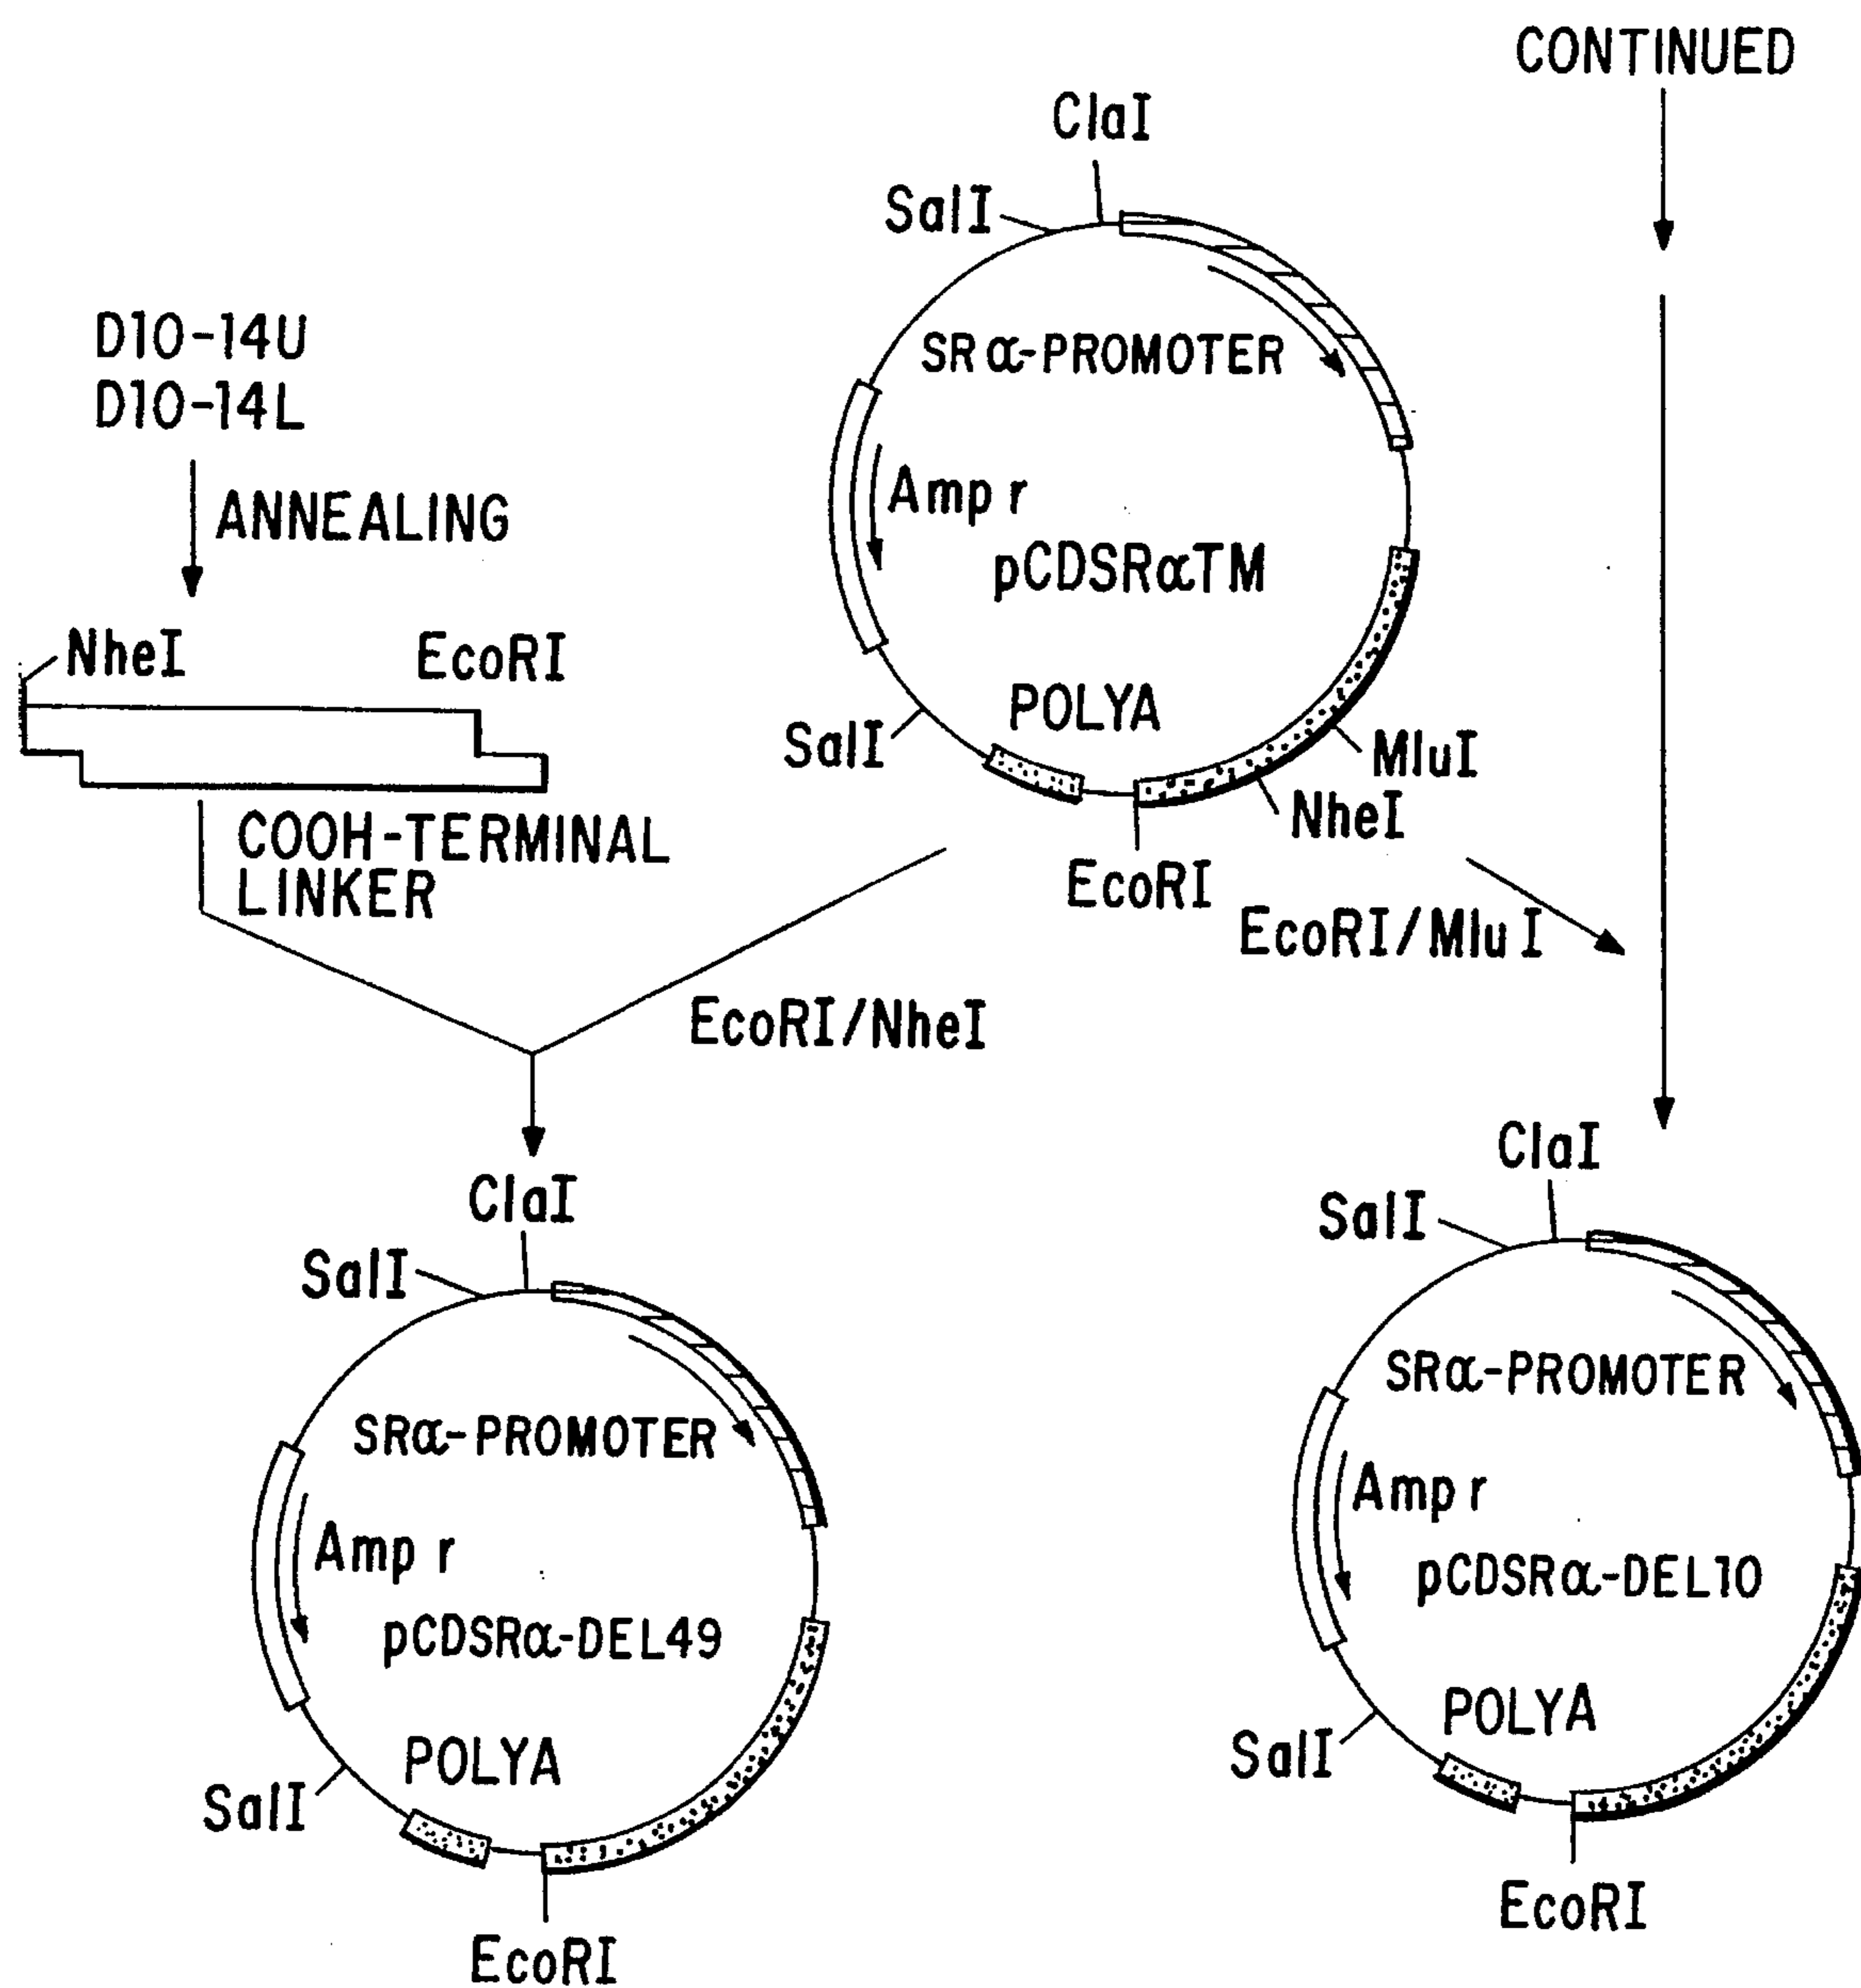 CONTINUED
ClaI
SalI
D10-14U
D10-14L
SRα-PROMOTER
ANNEALING
Amp r
pCDSRαTM
NheI
EcoRI
POLYA
SalI
MluI
NheI
COOH-TERMINAL
LINKER
EcoRI
EcoRI/MluI
EcoRI/NheI
ClaI
SalI
SRα-PROMOTER
Amp r
pCDSRα-DEL49
POLYA
SalI
EcoRI
ClaI
SalI
SRα-PROMOTER
Amp r
pCDSRα-DEL10
POLYA
SalI
EcoRI